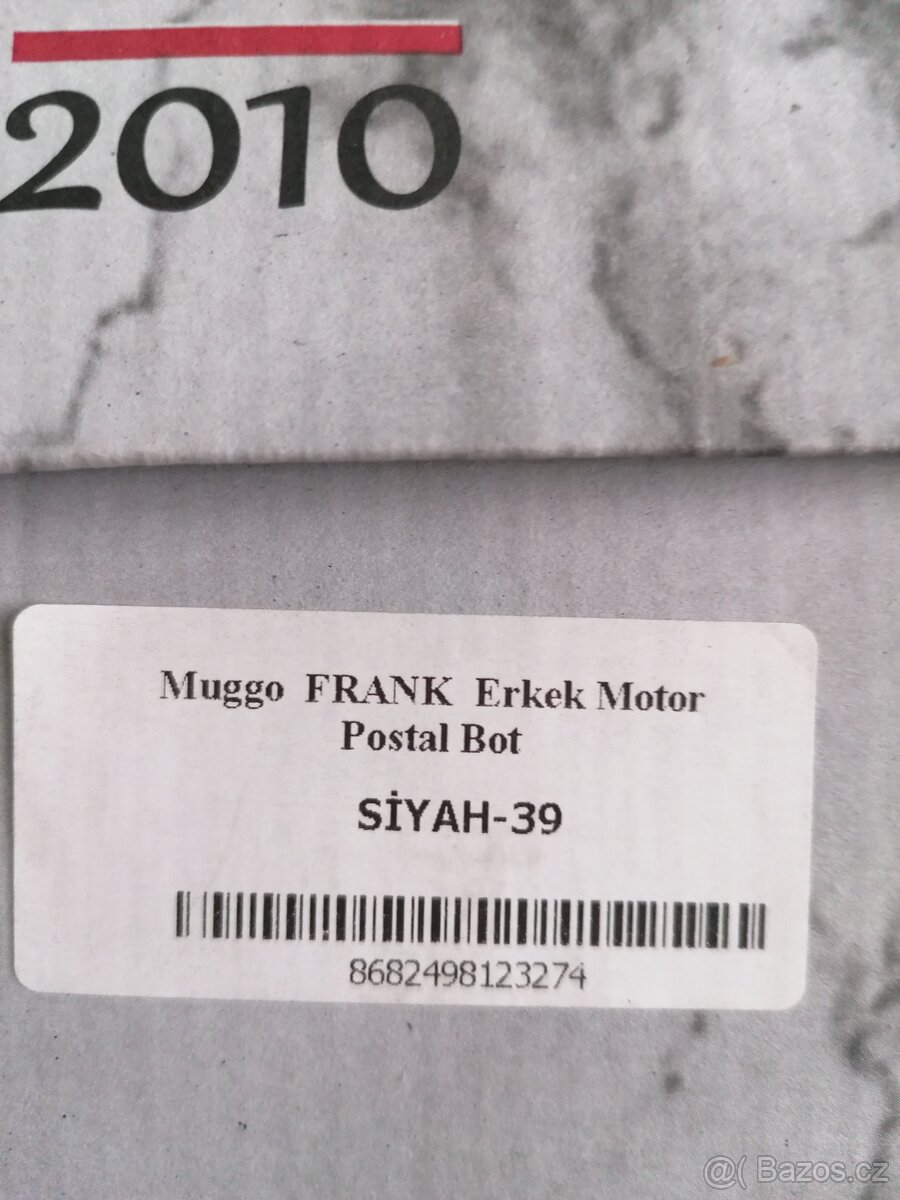 2010
Muggo FRANK Erkek Motor
Postal Bot
SİYAH-39
8682498123274
@( Bazos.cz